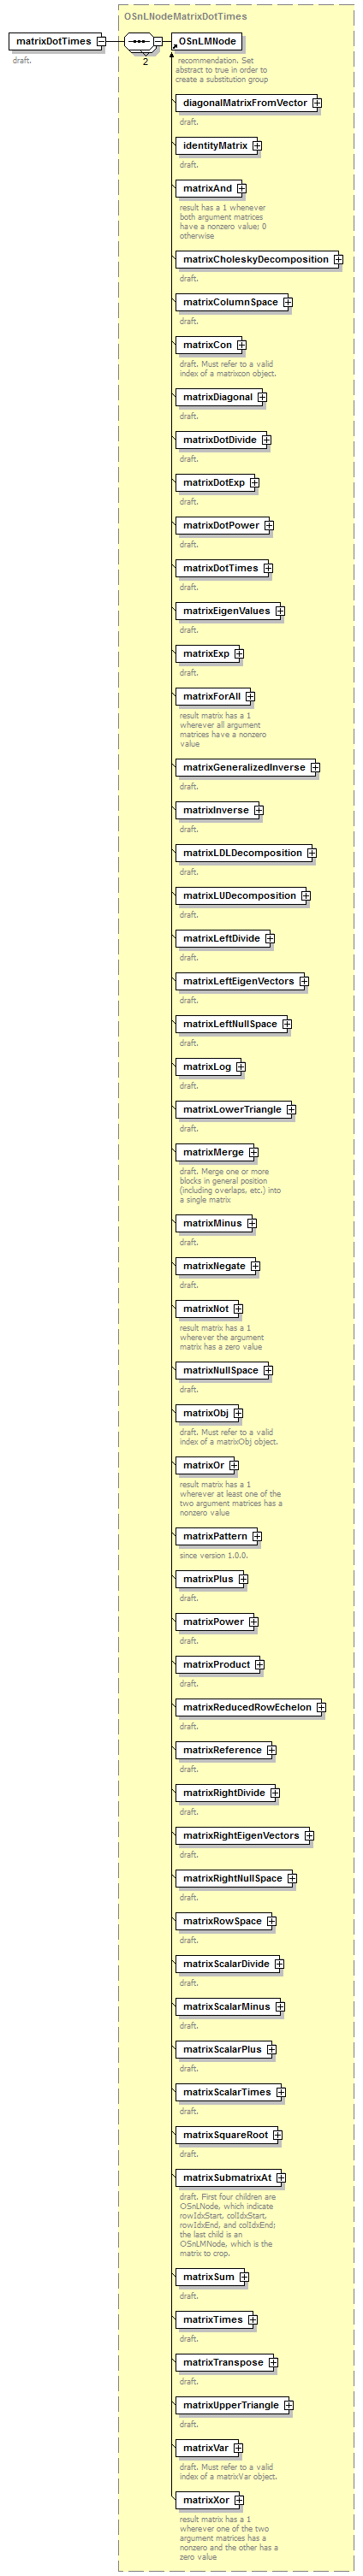 OSnLNodeMatrixDotTimes
matrixDotTimes
draft.
2
OSnLMNode
recommendation. Set
abstract to true in order to
create a substitution group
diagonalMatrixFromVector
draft.
identityMatrix
draft.
matrixAnd
result has a 1 whenever
both argument matrices
have a nonzero value; 0
otherwise
matrixCholeskyDecomposition
draft.
matrixColumnSpace
draft.
matrixCon
draft. Must refer to a valid
index of a matrixcon object.
matrixDiagonal
draft.
matrixDotDivide
draft.
matrixDotExp
draft.
matrixDotPower
draft.
matrixDotTimes
draft.
matrixEigenValues
draft.
matrixExp
draft.
matrixForAll
result matrix has a 1
wherever all argument
matrices have a nonzero
value
matrixGeneralizedInverse
draft.
matrixInverse
draft.
matrixLDLDecomposition
draft.
matrixLUDecomposition
draft.
matrixLeftDivide
draft.
matrixLeftEigenVectors
draft.
matrixLeftNullSpace
draft.
matrixLog
draft.
matrixLowerTriangle
draft.
matrixMerge
draft. Merge one or more
blocks in general position
(including overlaps, etc.) into
a single matrix
matrixMinus
draft.
matrixNegate
draft.
matrixNot
result matrix has a 1
wherever the argument
matrix has a zero value
matrixNullSpace
draft.
matrixObj
draft. Must refer to a valid
index of a matrixObj object.
matrixOr
result matrix has a 1
wherever at least one of the
two argument matrices has a
nonzero value
matrixPattern
since version 1.0.0.
matrixPlus
draft.
matrixPower
draft.
matrixProduct
draft.
matrixReducedRowEchelon
draft.
matrixReference
draft.
matrixRightDivide
draft.
matrixRightEigenVectors
draft.
matrixRightNullSpace
draft.
matrixRowSpace
draft.
matrixScalarDivide
draft.
matrixScalarMinus
draft.
matrixScalarPlus
draft.
matrixScalarTimes
draft.
matrixSquareRoot
draft.
matrixSubmatrixAt
draft. First four children are
OSnLNode, which indicate
rowIdxStart, colIdxStart,
rowIdxEnd, and colIdxEnd;
the last child is an
OSnLMNode, which is the
matrix to crop.
matrixSum
draft.
matrixTimes
draft.
matrixTranspose
draft.
matrixUpperTriangle
draft.
matrixVar
draft. Must refer to a valid
index of a matrixVar object.
matrixXor
result matrix has a 1
wherever one of the two
argument matrices has a
nonzero and the other has a
zero value